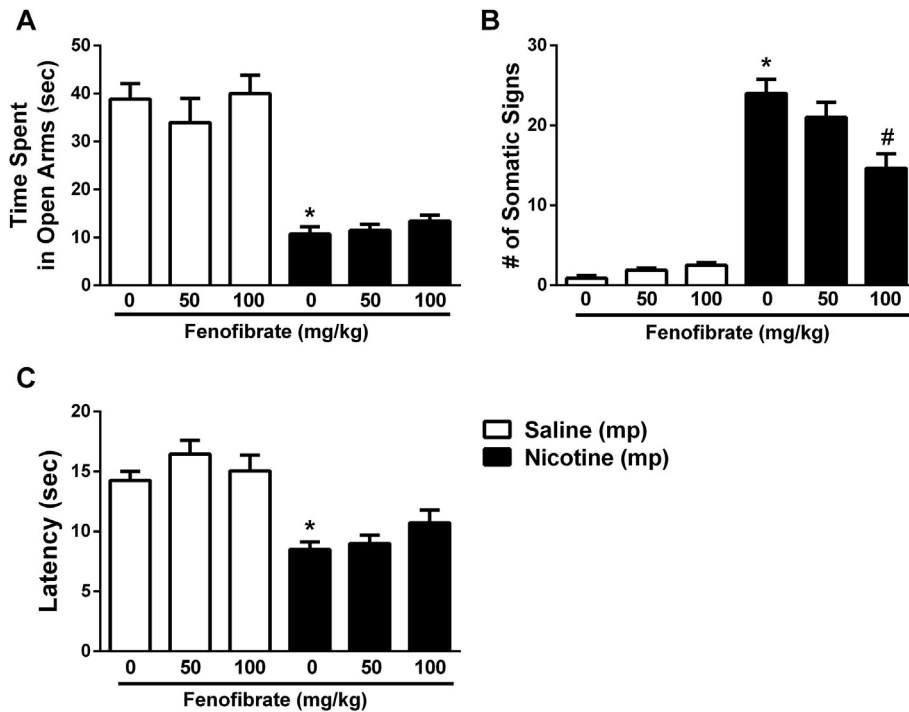 A
Time Spent
in Open Arms (sec)
50
40
30
20
10
0
*
0 50 100 0 50 100
Fenofibrate (mg/kg)
B
# of Somatic Signs
30
20
10
0
*
#
0 50 100 0 50 100
Fenofibrate (mg/kg)
C
Latency (sec)
20
15
10
5
0
*
0 50 100 0 50 100
Fenofibrate (mg/kg)
Saline (mp)
Nicotine (mp)